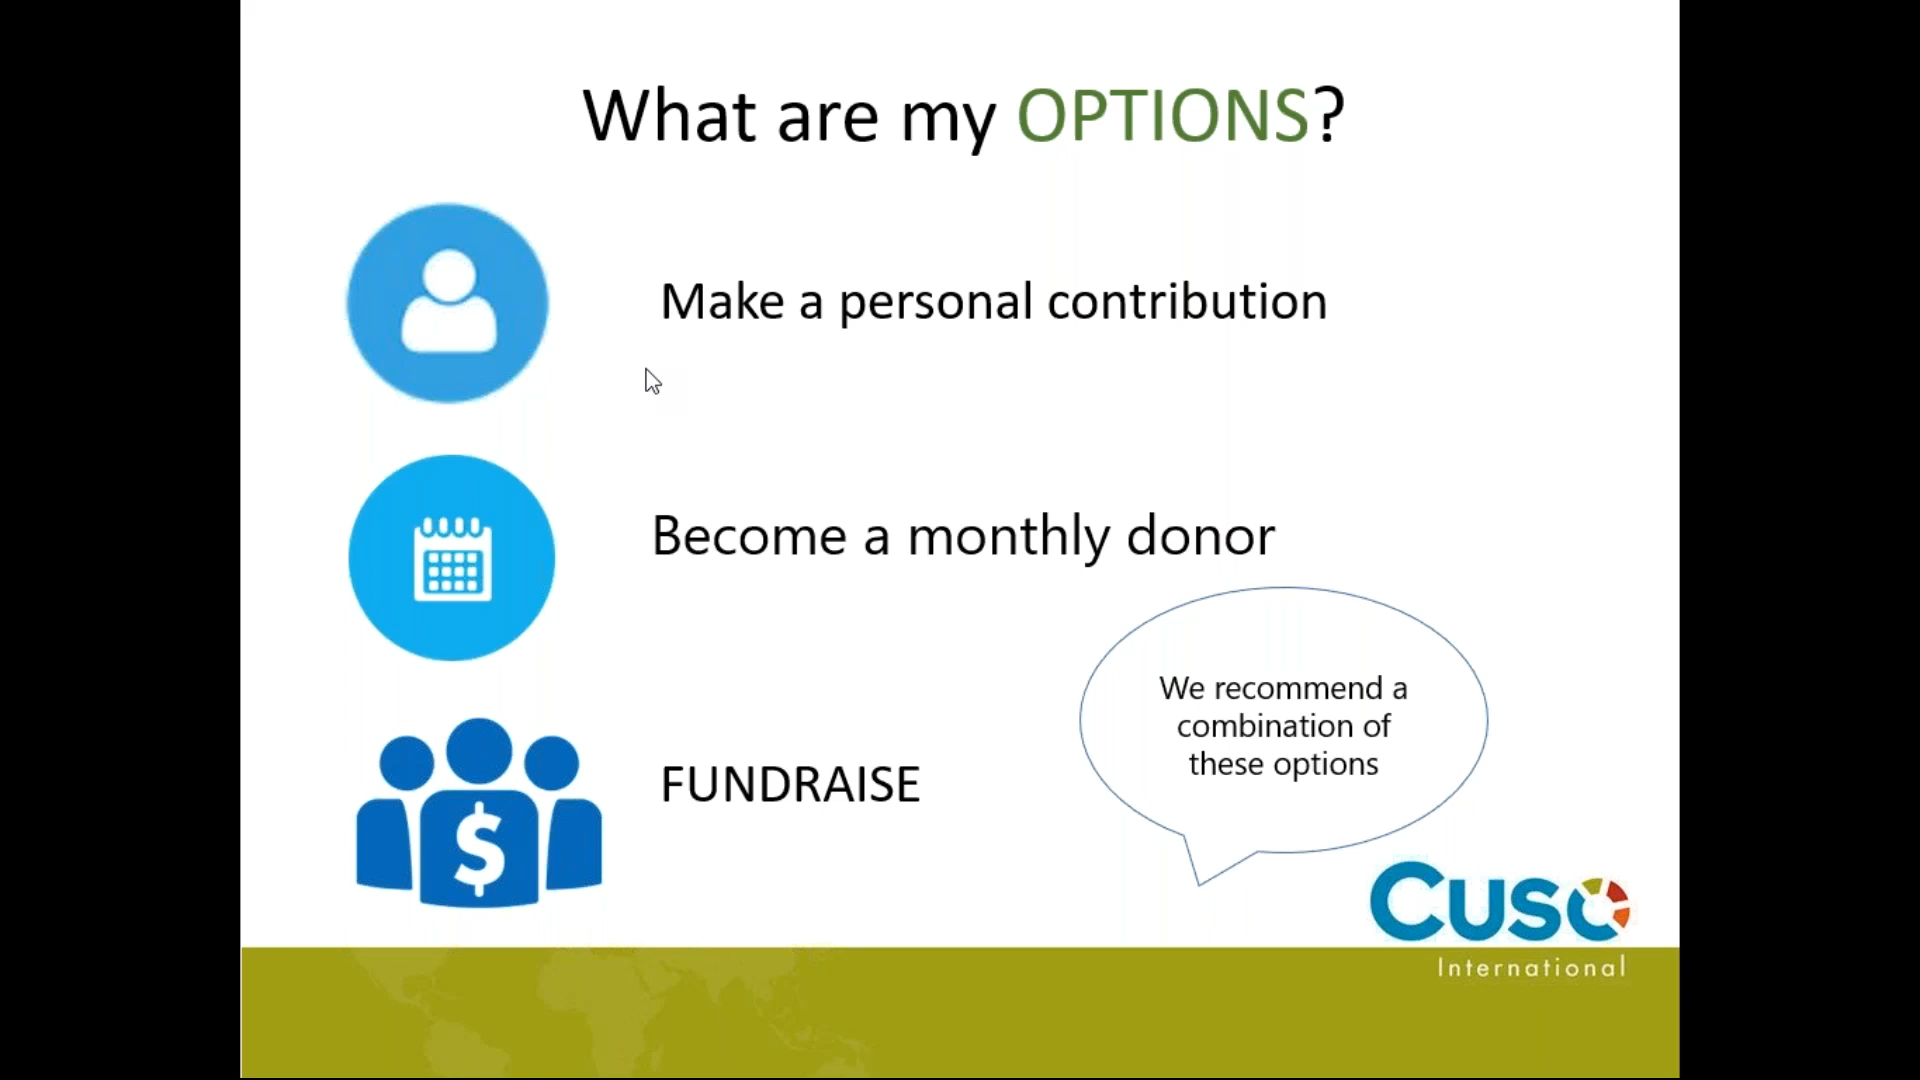 What are my OPTIONS?
Make a personal contribution
Become a monthly donor
We recommend a
combination of
these options
FUNDRAISE
$
Cuso
International